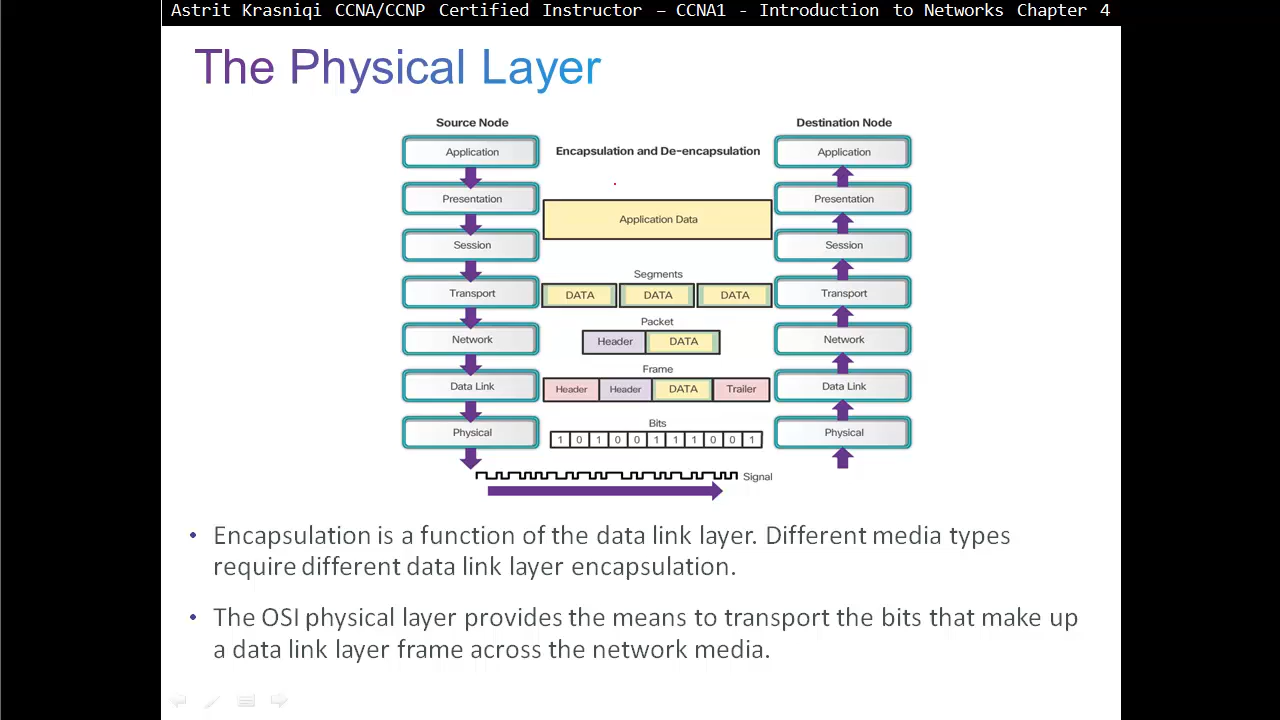 Astrit Krasniqi CCNA/CCNP Certified Instructor – CCNA1 - Introduction to Networks Chapter 4
The Physical Layer
Source Node
Destination Node
Application
Encapsulation and De-encapsulation
Application
Presentation
Presentation
Application Data
Session
Session
Segments
Transport
DATA DATA DATA
Transport
Packet
Network
Header DATA
Network
Frame
Data Link
Header Header DATA Trailer
Data Link
Bits
Physical
1 0 1 0 0 1 1 1 0 0 1
Physical
Signal
• Encapsulation is a function of the data link layer. Different media types
require different data link layer encapsulation.
• The OSI physical layer provides the means to transport the bits that make up
a data link layer frame across the network media.